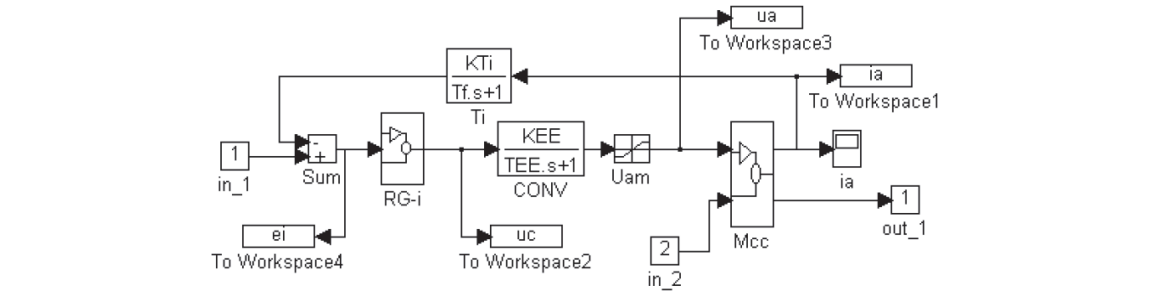 ua
To Workspace3
KTi
Tf.s+1
Ti
ia
To Workspace1
-
+
Sum
1
in_1
RG-i
KEE
TEE.s+1
CONV
Uam
Mcc
ia
1
out_1
ei
To Workspace4
uc
To Workspace2
2
in_2